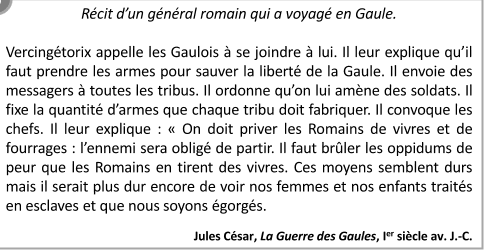 Récit d’un général romain qui a voyagé en Gaule.
Vercingétorix appelle les Gaulois à se joindre à lui. Il leur explique qu’il
faut prendre les armes pour sauver la liberté de la Gaule. Il envoie des
messagers à toutes les tribus. Il ordonne qu’on lui amène des soldats. Il
fixe la quantité d’armes que chaque tribu doit fabriquer. Il convoque les
chefs. Il leur explique : « On doit priver les Romains de vivres et de
fourrages : l’ennemi sera obligé de partir. Il faut brûler les oppidums de
peur que les Romains en tirent des vivres. Ces moyens semblent durs
mais il serait plus dur encore de voir nos femmes et nos enfants traités
en esclaves et que nous soyons égorgés.
Jules César, La Guerre des Gaules, Ier siècle av. J.-C.